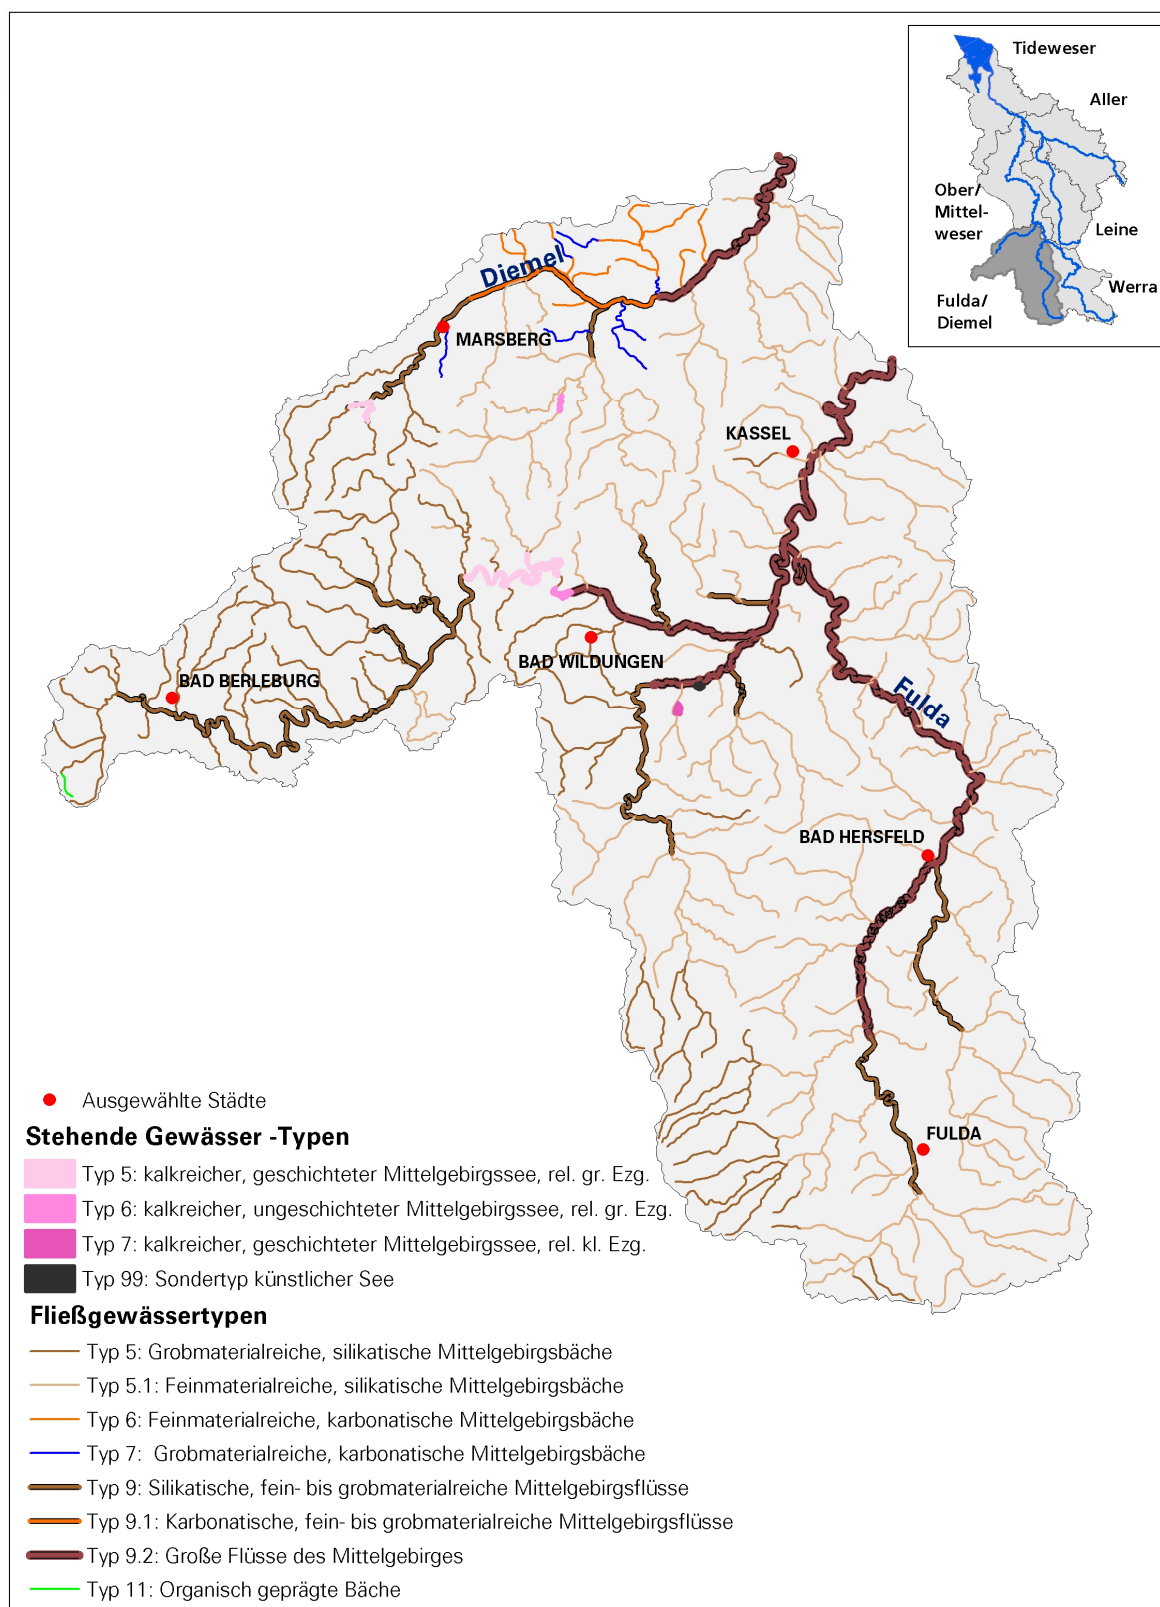 Tideweser
Aller
Ober/
Mittel-
weser
Leine
Werra
Fulda/
Diemel
Diemel
MARSBERG
KASSEL
BAD WILDUNGEN
BAD BERLEBURG
Fulda
BAD HERSFELD
FULDA
Ausgewählte Städte
Stehende Gewässer -Typen
Typ 5: kalkreicher, geschichteter Mittelgebirgssee, rel. gr. Ezg.
Typ 6: kalkreicher, ungeschichteter Mittelgebirgssee, rel. gr. Ezg.
Typ 7: kalkreicher, geschichteter Mittelgebirgssee, rel. kl. Ezg.
Typ 99: Sondertyp künstlicher See
Fließgewässertypen
Typ 5: Grobmaterialreiche, silikatische Mittelgebirgsbäche
Typ 5.1: Feinmaterialreiche, silikatische Mittelgebirgsbäche
Typ 6: Feinmaterialreiche, karbonatische Mittelgebirgsbäche
Typ 7: Grobmaterialreiche, karbonatische Mittelgebirgsbäche
Typ 9: Silikatische, fein- bis grobmaterialreiche Mittelgebirgsflüsse
Typ 9.1: Karbonatische, fein- bis grobmaterialreiche Mittelgebirgsflüsse
Typ 9.2: Große Flüsse des Mittelgebirges
Typ 11: Organisch geprägte Bäche